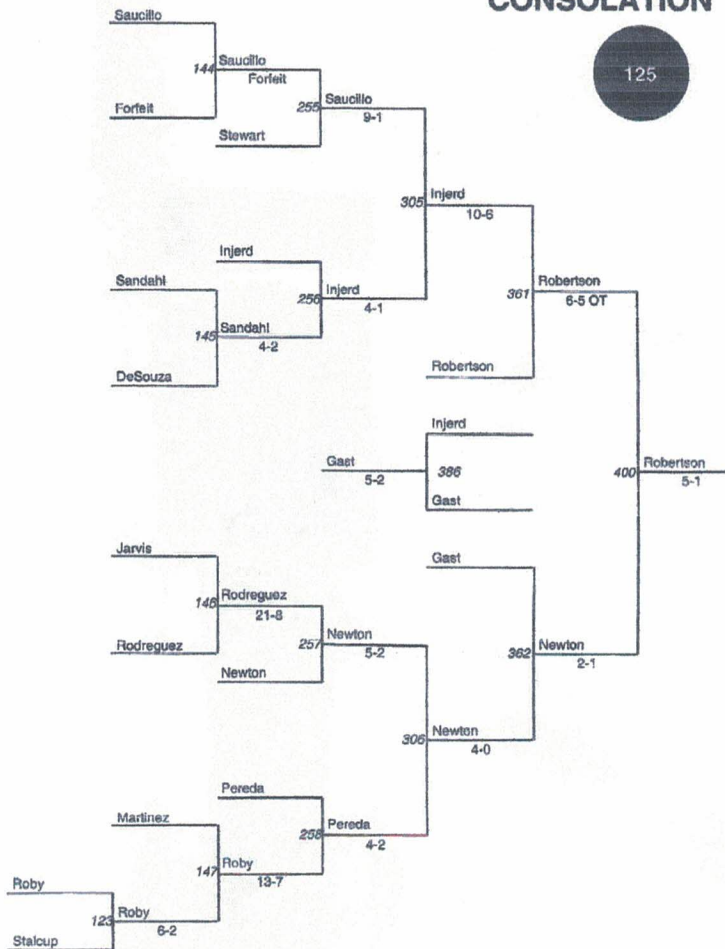 CONSOLATION
125
Saucillo
144
Saucillo
Forfeit
Forfeit
255
Saucillo
9-1
Stewart
305
Injerd
10-6
Injerd
Sandahl
256
Injerd
4-1
145
Sandahl
4-2
DeSouza
361
Robertson
6-5 OT
Robertson
Injerd
Gast
5-2
386
Gast
400
Robertson
5-1
Jarvis
146
Rodreguez
21-8
Rodreguez
257
Newton
5-2
Newton
Gast
362
Newton
2-1
306
Newton
4-0
Pereda
Martinez
258
Pereda
4-2
147
Roby
13-7
Roby
123
Roby
6-2
Stalcup